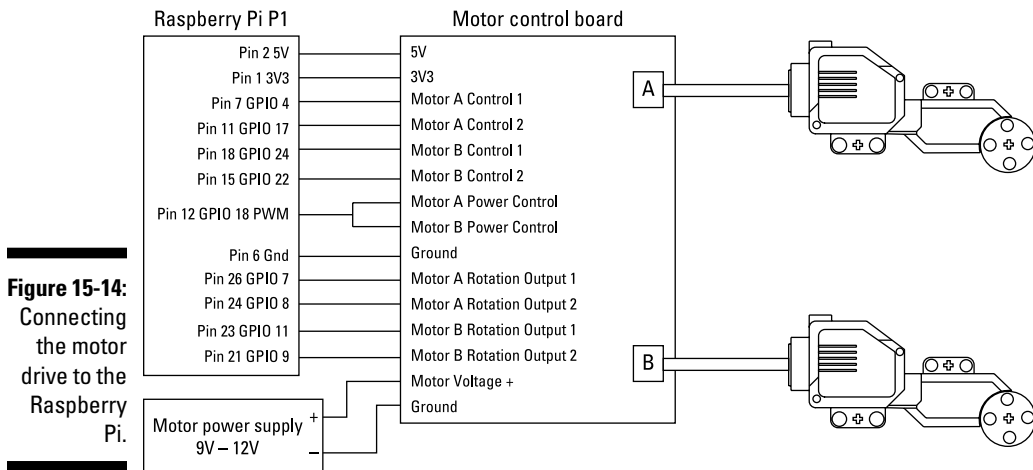 Raspberry Pi P1
Pin 2 5V
Pin 1 3V3
Pin 7 GPIO 4
Pin 11 GPIO 17
Pin 18 GPIO 24
Pin 15 GPIO 22
Pin 12 GPIO 18 PWM
Pin 6 Gnd
Pin 26 GPIO 7
Pin 24 GPIO 8
Pin 23 GPIO 11
Pin 21 GPIO 9
Motor control board
5V
3V3
Motor A Control 1
Motor A Control 2
Motor B Control 1
Motor B Control 2
Motor A Power Control
Motor B Power Control
Ground
Motor A Rotation Output 1
Motor A Rotation Output 2
Motor B Rotation Output 1
Motor B Rotation Output 2
Motor Voltage +
Ground
A
B
Motor power supply
9V – 12V
+
–
Figure 15-14:
Connecting
the motor
drive to the
Raspberry
Pi.